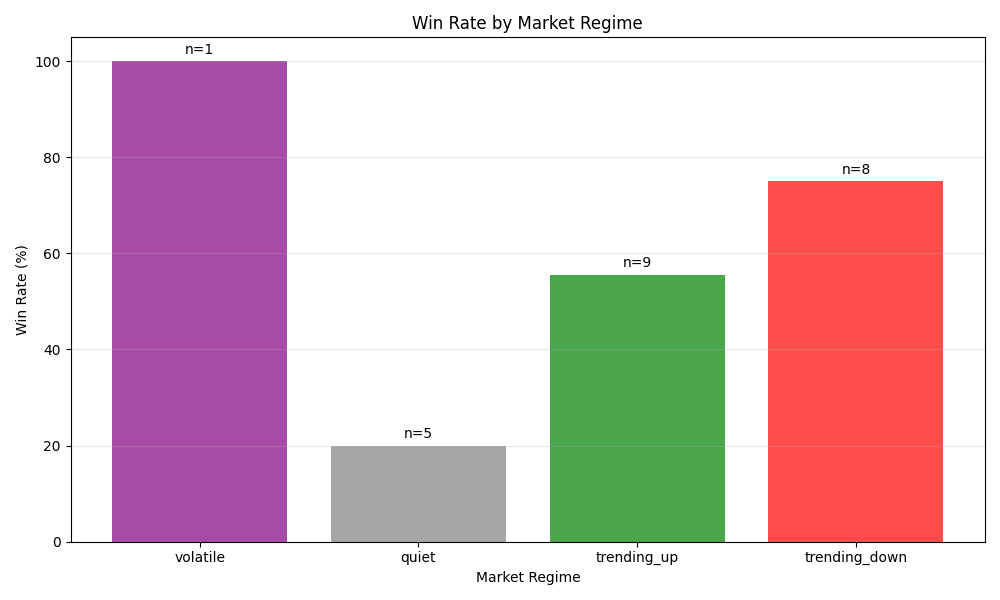 Win Rate by Market Regime
n=1
n=5
n=9
n=8
Win Rate (%)
100
80
60
40
20
0
volatile
quiet
trending_up
trending_down
Market Regime